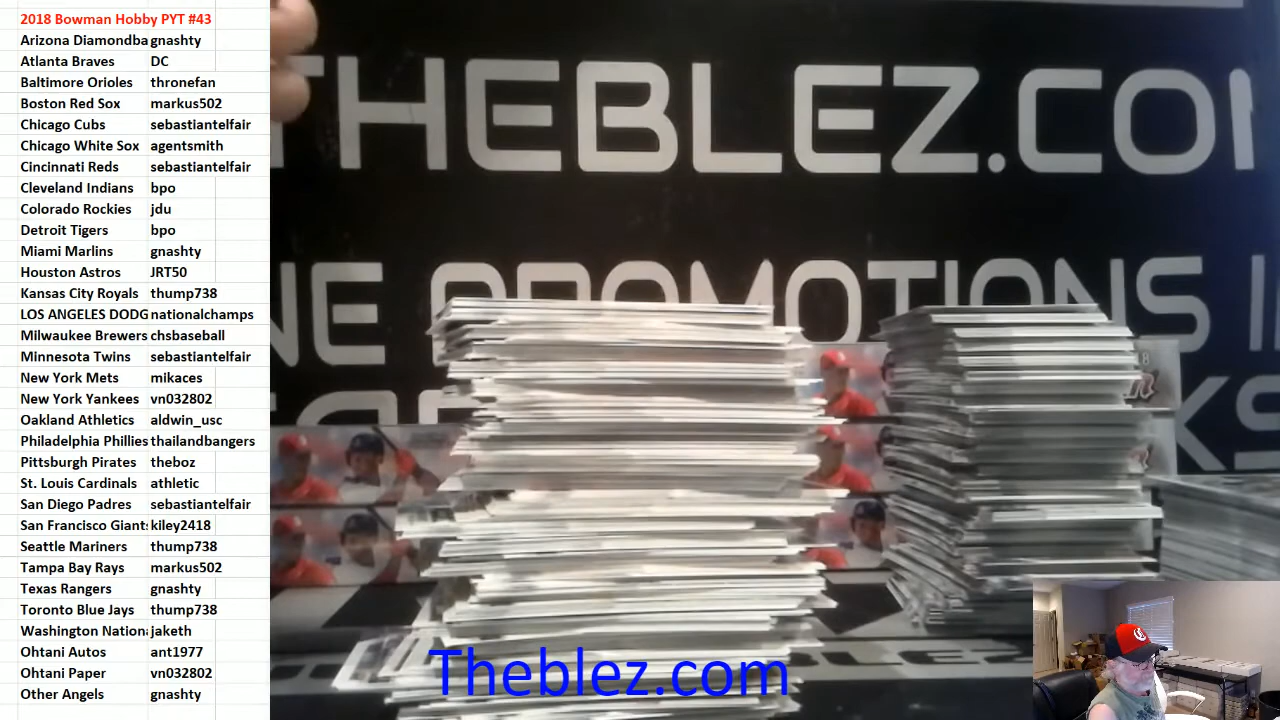 2018 Bowman Hobby PYT #43
Arizona Diamondba gnashty
Atlanta Braves DC
Baltimore Orioles thronefan
Boston Red Sox markus502
Chicago Cubs sebastiantelfair
Chicago White Sox agentsmith
Cincinnati Reds sebastiantelfair
Cleveland Indians bpo
Colorado Rockies jdu
Detroit Tigers bpo
Miami Marlins gnashty
Houston Astros JRT50
Kansas City Royals thump738
LOS ANGELES DODG nationalchamps
Milwaukee Brewers chsbaseball
Minnesota Twins sebastiantelfair
New York Mets mikaces
New York Yankees vn032802
Oakland Athletics aldwin_usc
Philadelphia Phillies thailandbangers
Pittsburgh Pirates theboz
St. Louis Cardinals athletic
San Diego Padres sebastiantelfair
San Francisco Giants kiley2418
Seattle Mariners thump738
Tampa Bay Rays markus502
Texas Rangers gnashty
Toronto Blue Jays thump738
Washington Nation jaketh
Ohtani Autos ant1977
Ohtani Paper vn032802
Other Angels gnashty
THEBLEZ.CO
NE PROMOTIONS I
Theblez.com